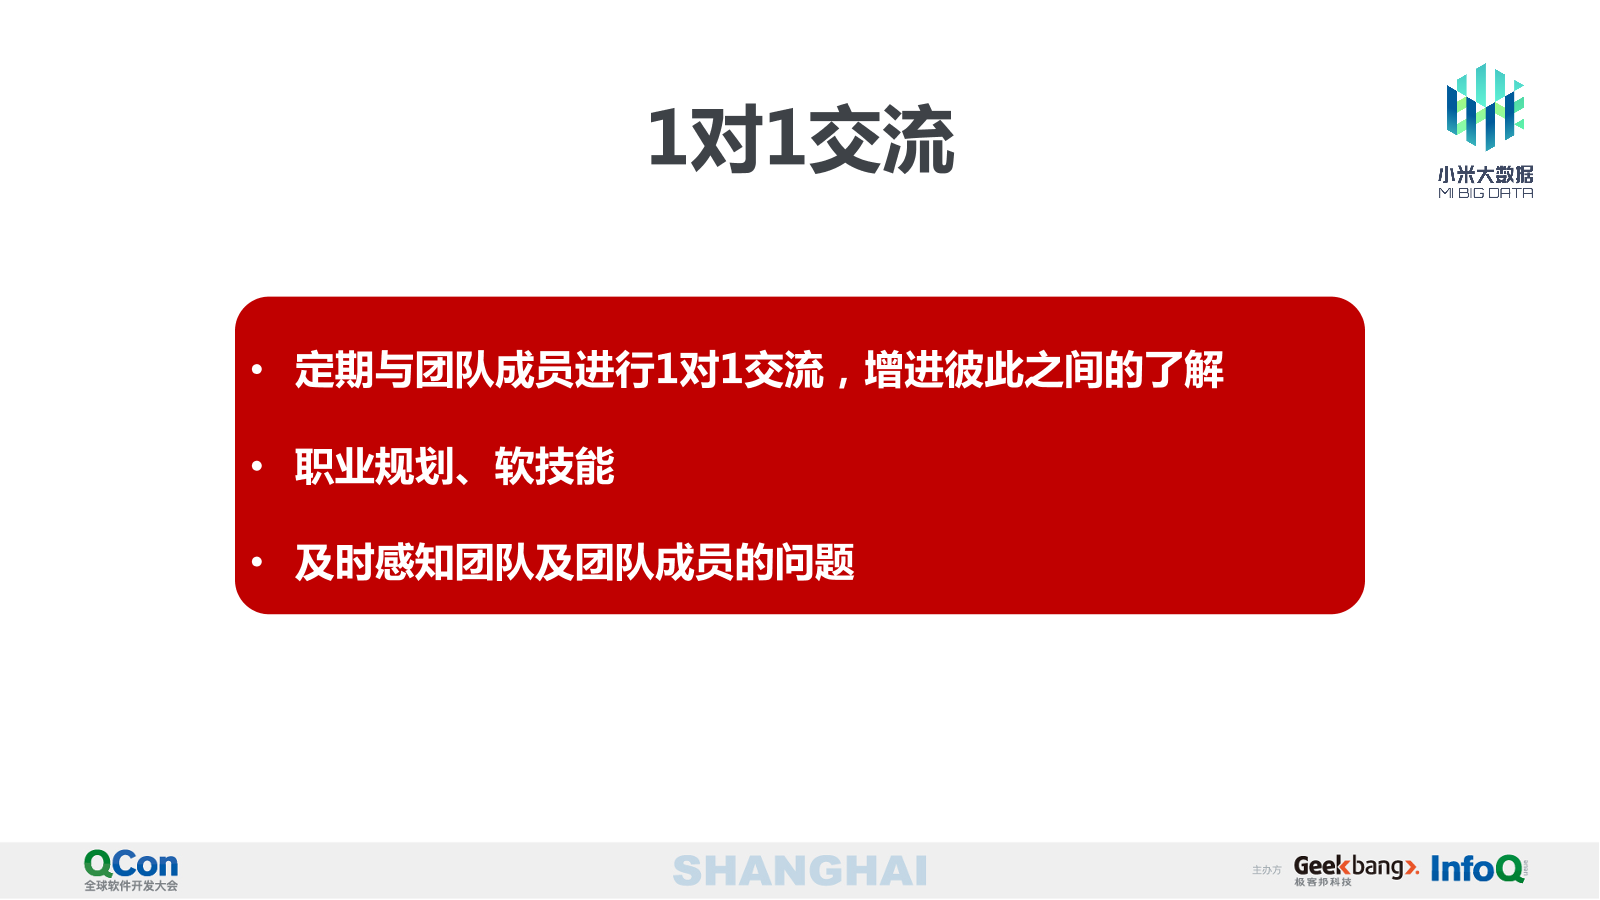 1对1交流
小米大数据
MI BIG DATA
• 定期与团队成员进行1对1交流，增进彼此之间的了解
• 职业规划、软技能
• 及时感知团队及团队成员的问题
QCon
全球软件开发大会
SHANGHAI
主办方
Geekbang>.
极客邦科技
InfoQ